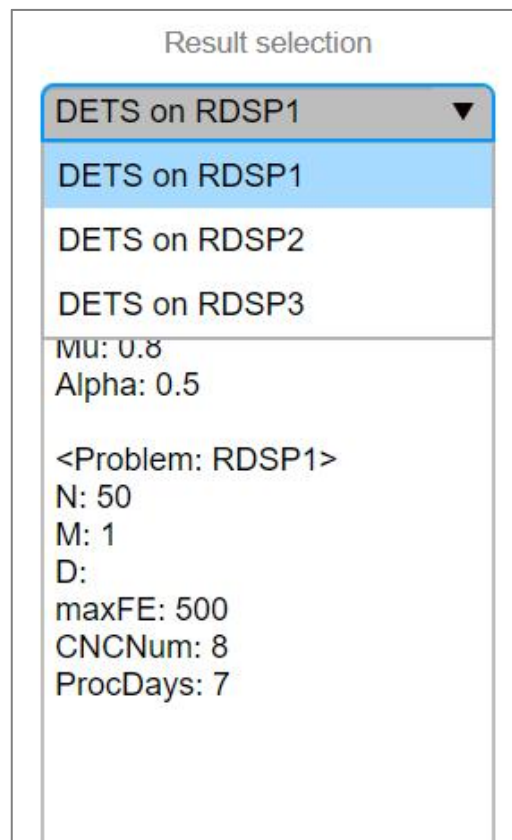 Result selection
DETS on RDSP1 ▼
DETS on RDSP1
DETS on RDSP2
DETS on RDSP3
Mu: 0.8
Alpha: 0.5
<Problem: RDSP1>
N: 50
M: 1
D:
maxFE: 500
CNCNum: 8
ProcDays: 7